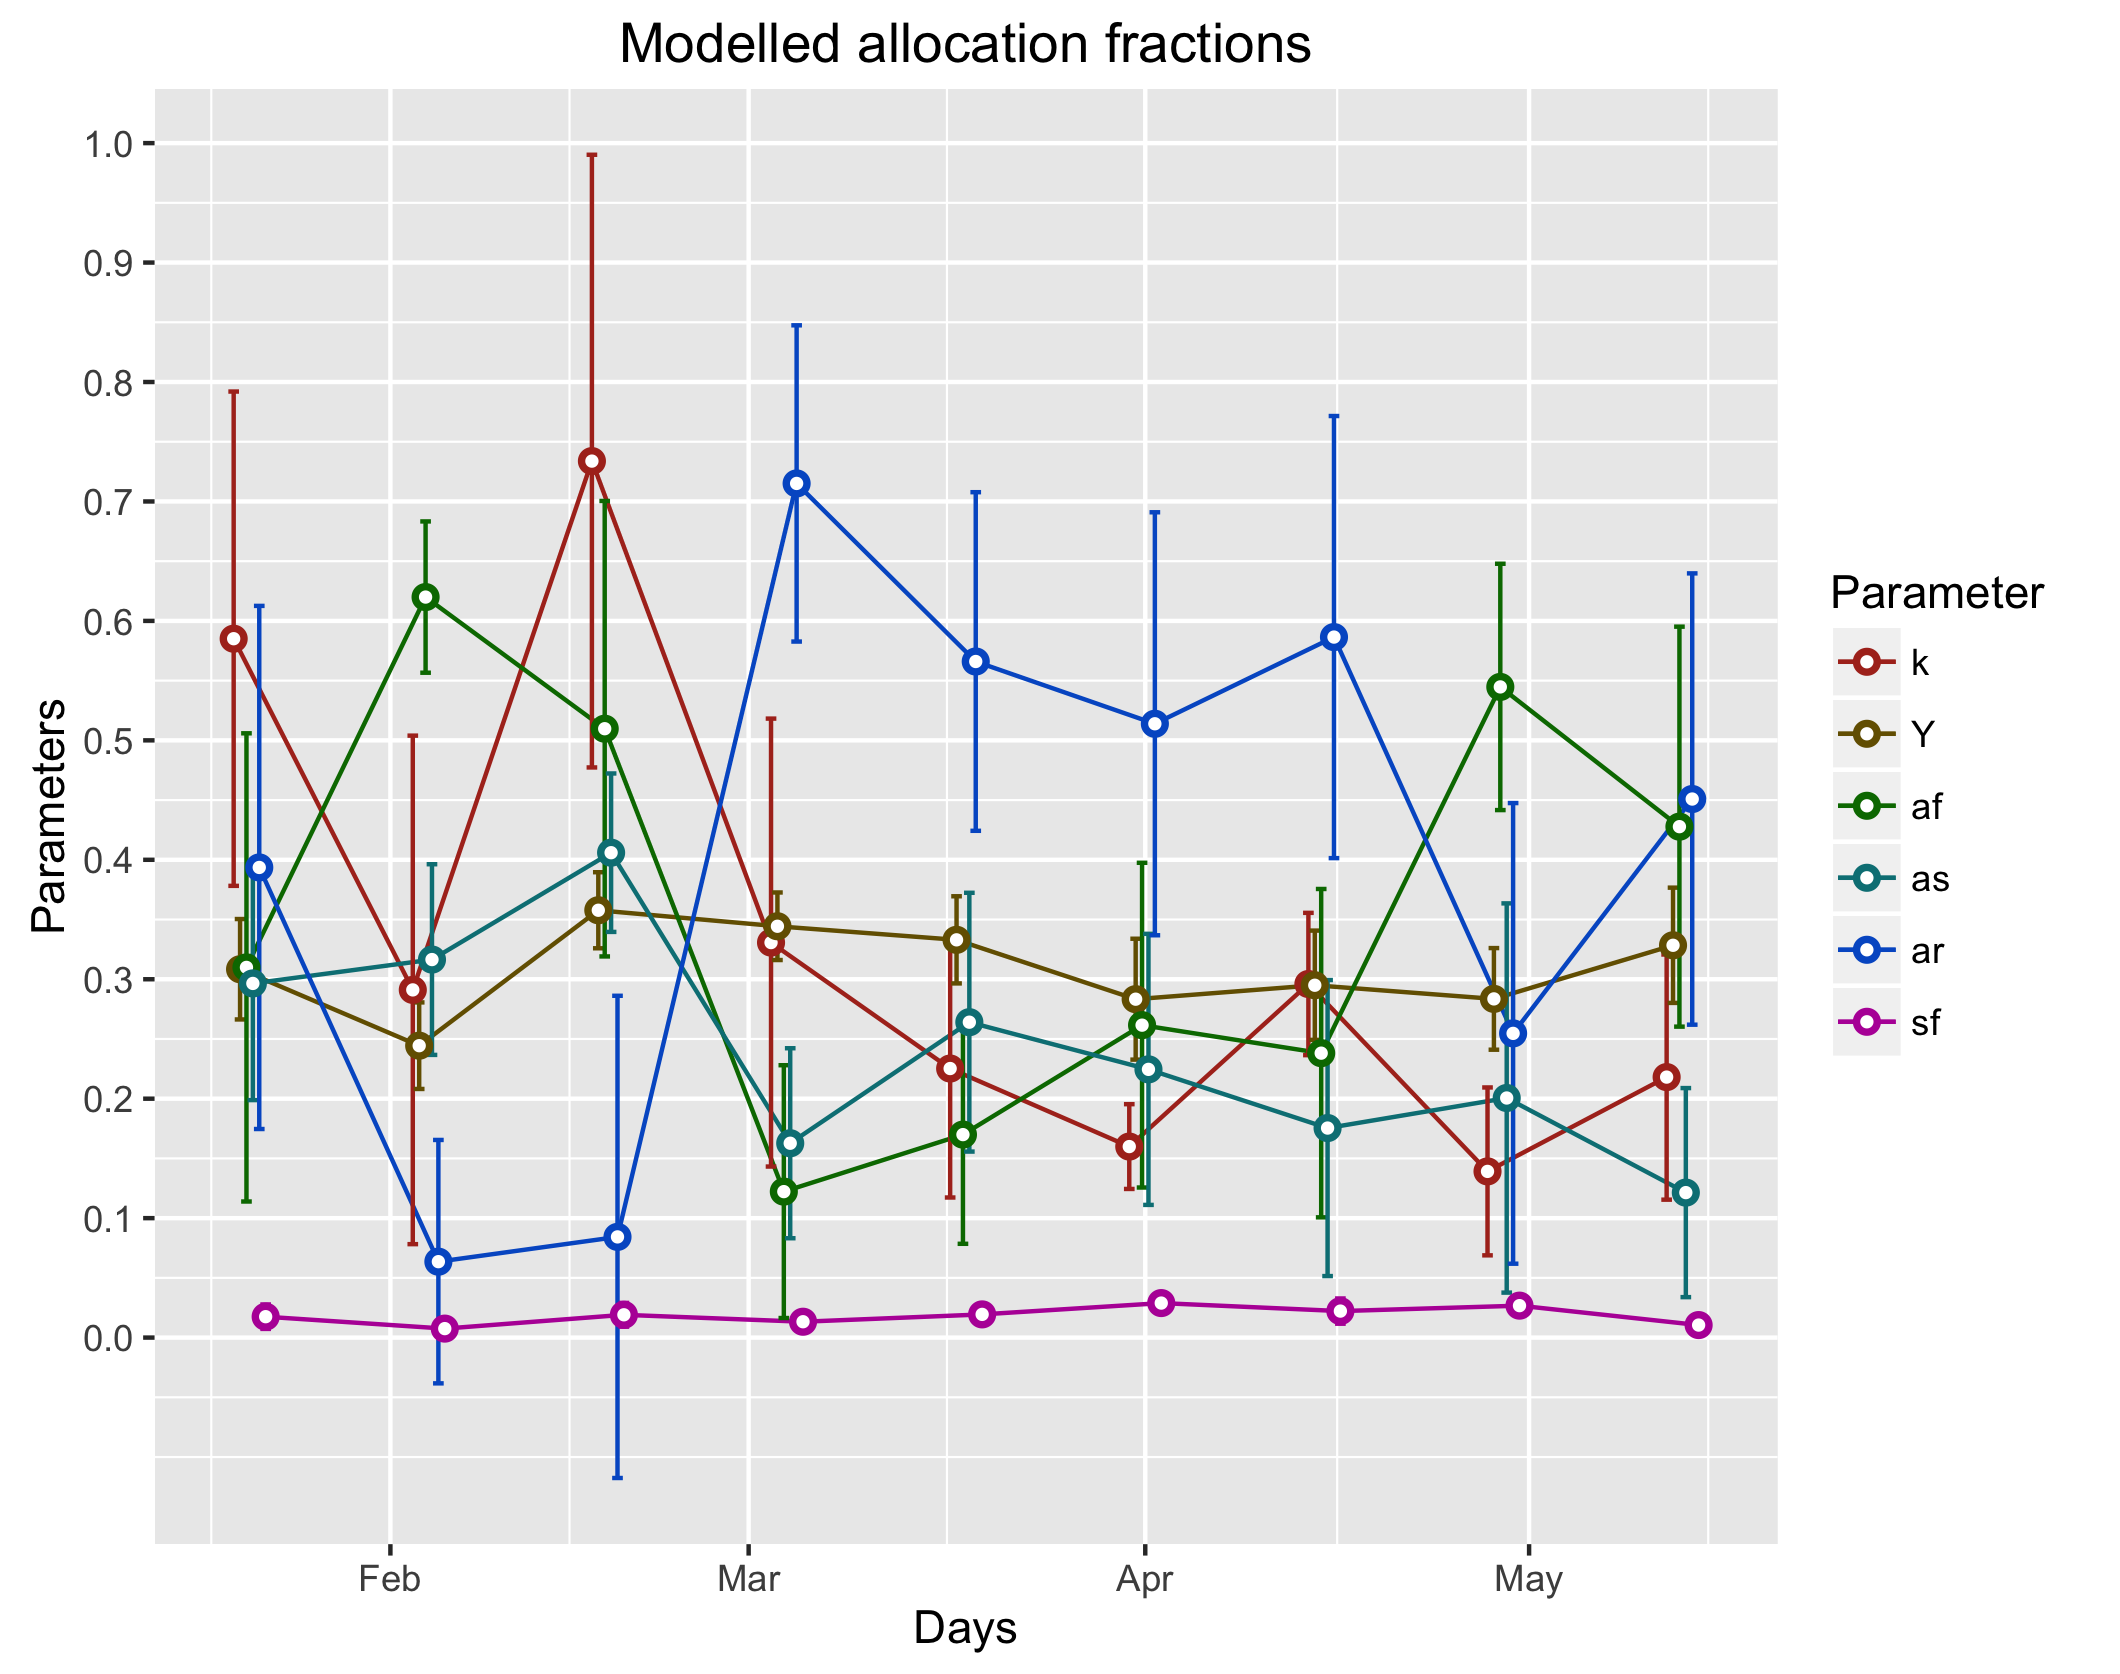 Modelled allocation fractions
1.0
0.9
0.8
0.7
0.6
0.5
0.4
0.3
0.2
0.1
0.0
Parameters
Feb Mar Apr May
Days
Parameter
k
Y
af
as
ar
sf